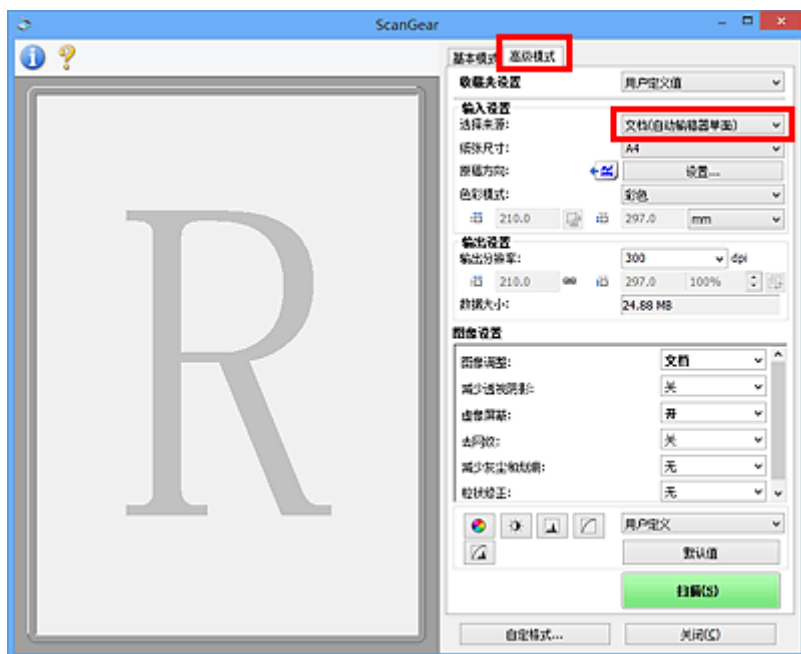 ScanGear
基本模式 高级模式
收藏夹设置 用户定义值
输入设置
选择来源: 文档(自动输稿器单面)
纸张尺寸: A4
原稿方向: 设置...
色彩模式: 彩色
210.0 297.0 mm
输出设置
输出分辨率: 300 dpi
210.0 297.0 100%
数据大小: 24.88 MB
图像设置
图像调整: 文档
减少透视阴影: 关
虚像屏蔽: 开
去网纹: 关
减少灰尘和划痕: 无
粒状修正: 无
用户定义
默认值
扫描(S)
自定格式... 关闭(C)
R